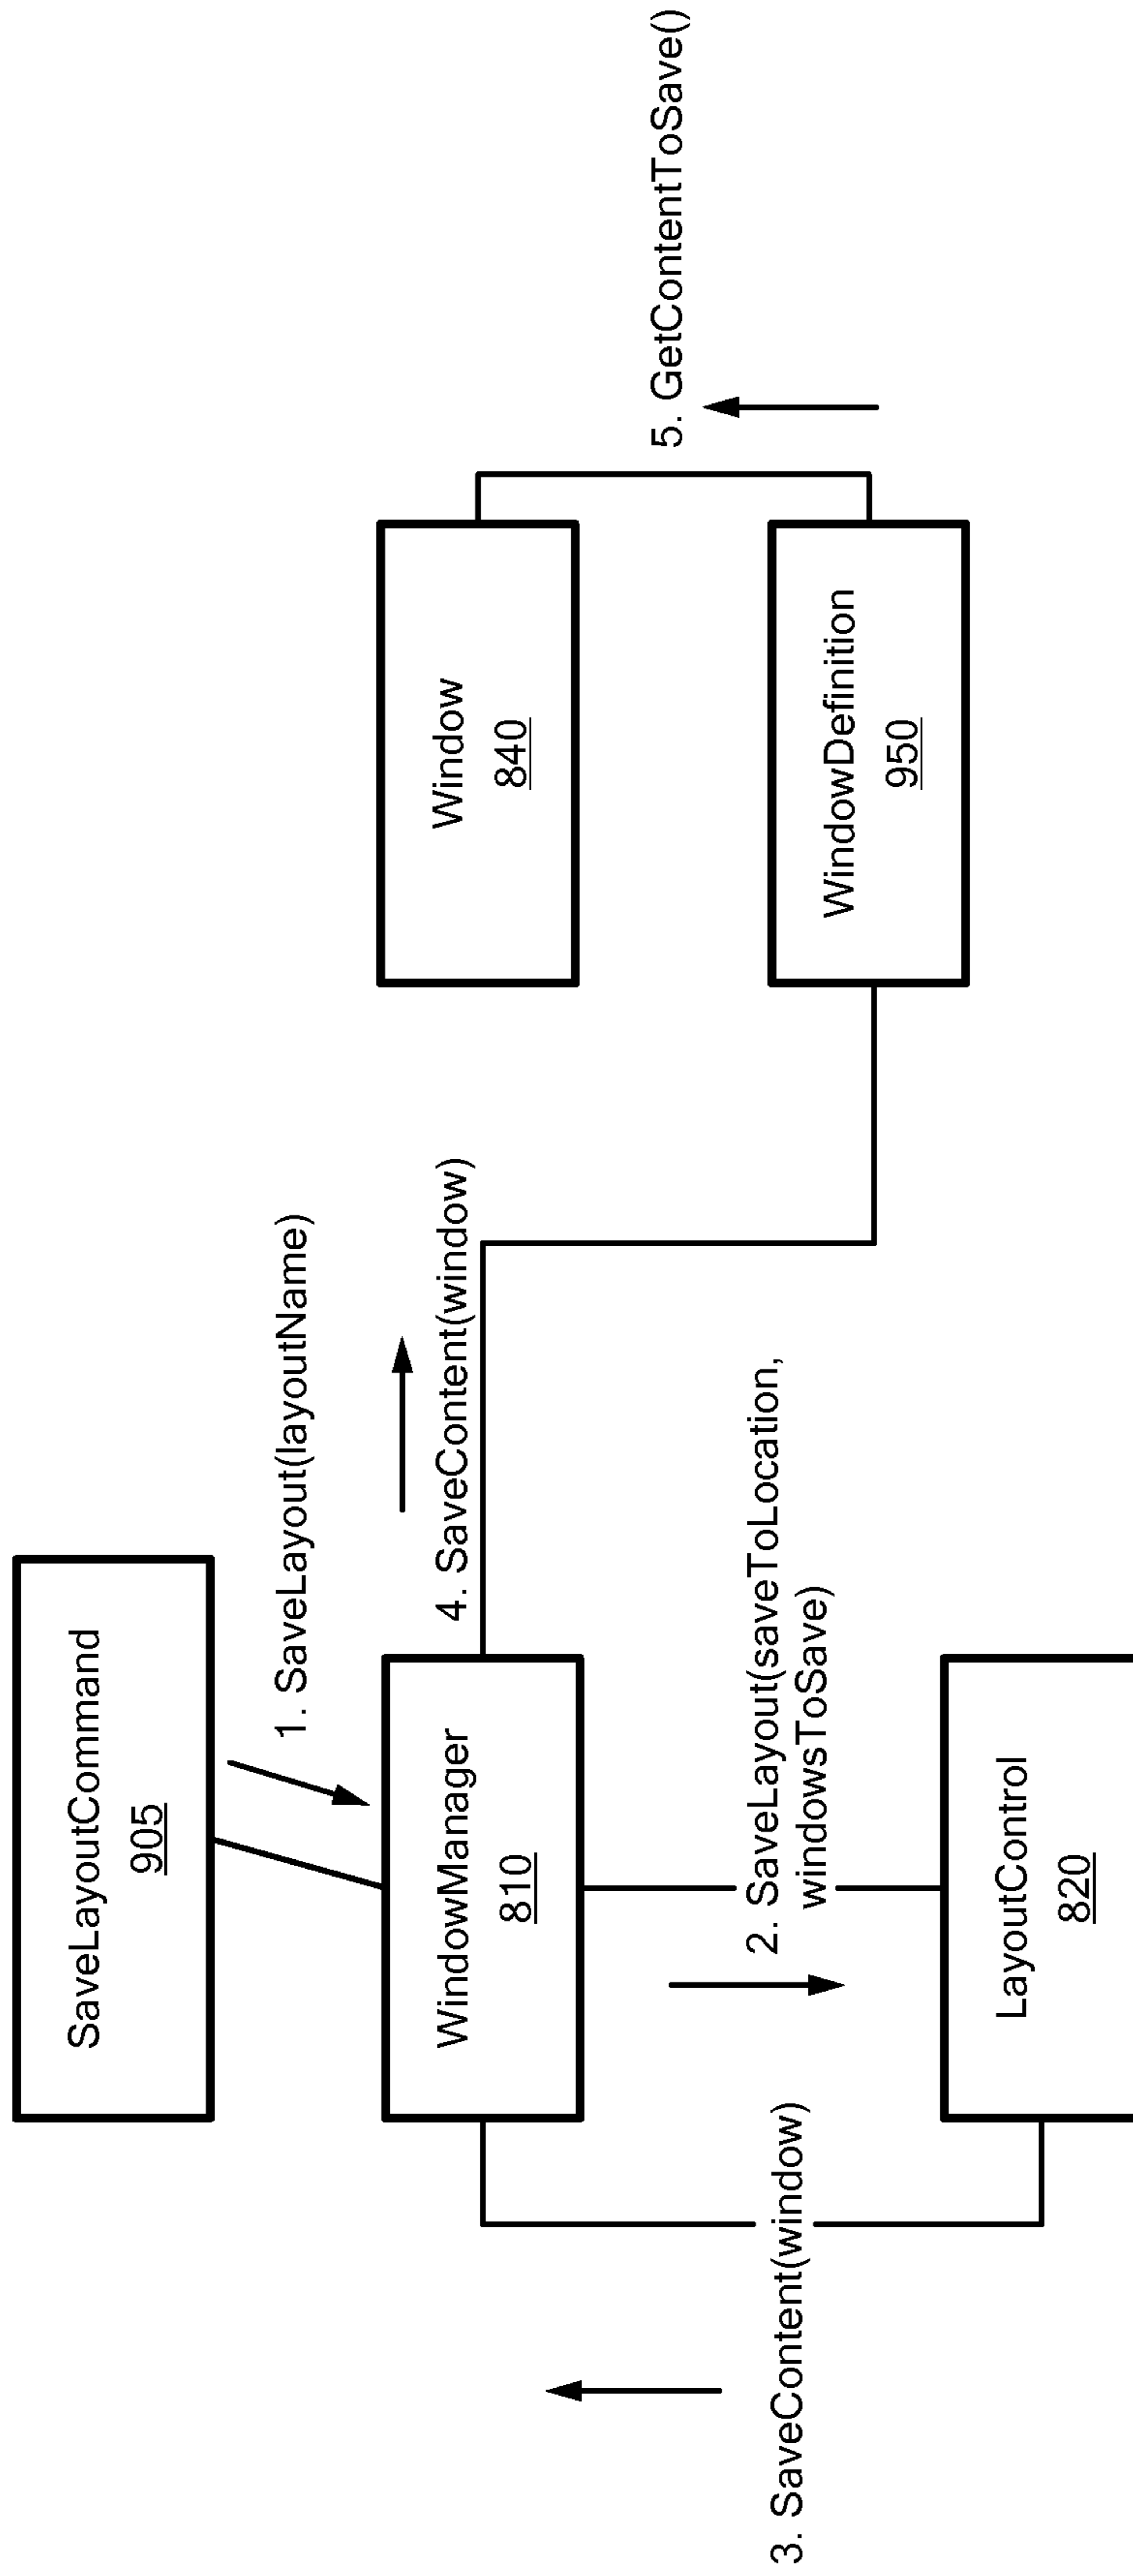 SaveLayoutCommand
905
1. SaveLayout(layoutName)
WindowManager
810
4. SaveContent(window)
Window
840
5. GetContentToSave()
3. SaveContent(window)
2. SaveLayout(saveToLocation,
windowsToSave)
WindowDefinition
950
LayoutControl
820